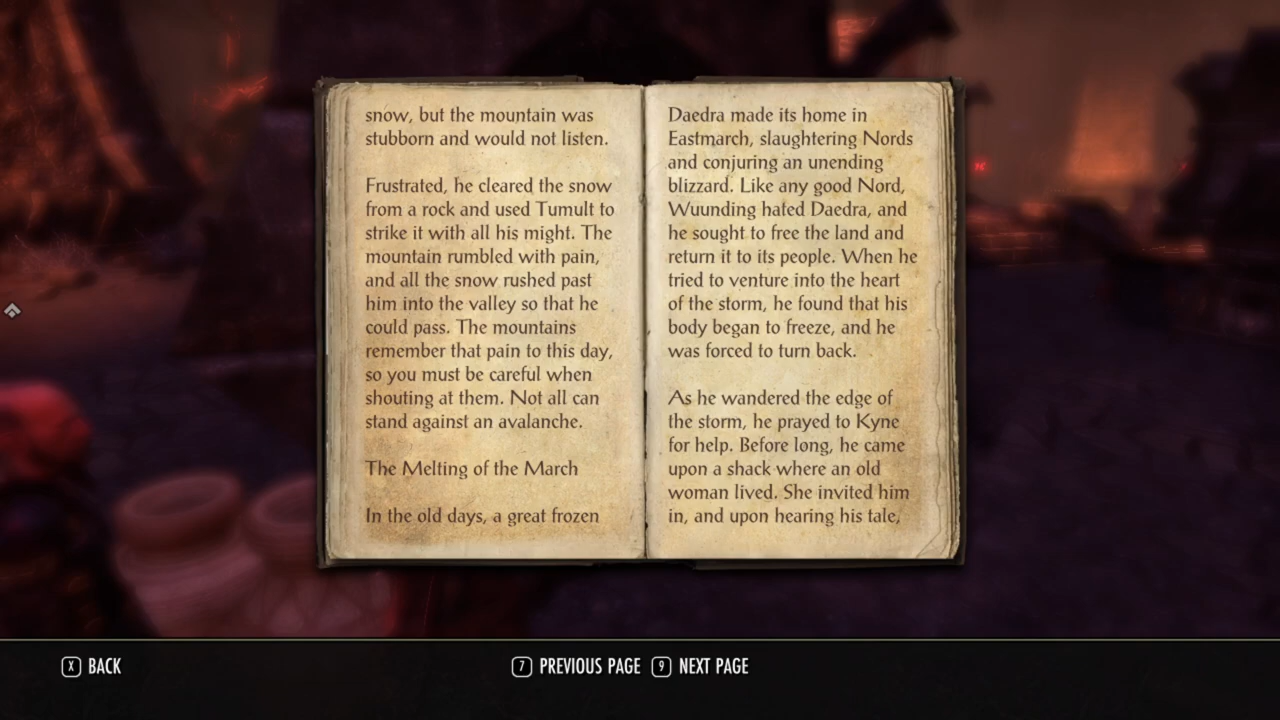 snow, but the mountain was
stubborn and would not listen.
Frustrated, he cleared the snow
from a rock and used Tumult to
strike it with all his might. The
mountain rumbled with pain,
and all the snow rushed past
him into the valley so that he
could pass. The mountains
remember that pain to this day,
so you must be careful when
shouting at them. Not all can
stand against an avalanche.
The Melting of the March
In the old days, a great frozen
Daedra made its home in
Eastmarch, slaughtering Nords
and conjuring an unending
blizzard. Like any good Nord,
Wuunding hated Daedra, and
he sought to free the land and
return it to its people. When he
tried to venture into the heart
of the storm, he found that his
body began to freeze, and he
was forced to turn back.
As he wandered the edge of
the storm, he prayed to Kyne
for help. Before long, he came
upon a shack where an old
woman lived. She invited him
in, and upon hearing his tale,
X BACK
7 PREVIOUS PAGE 9 NEXT PAGE